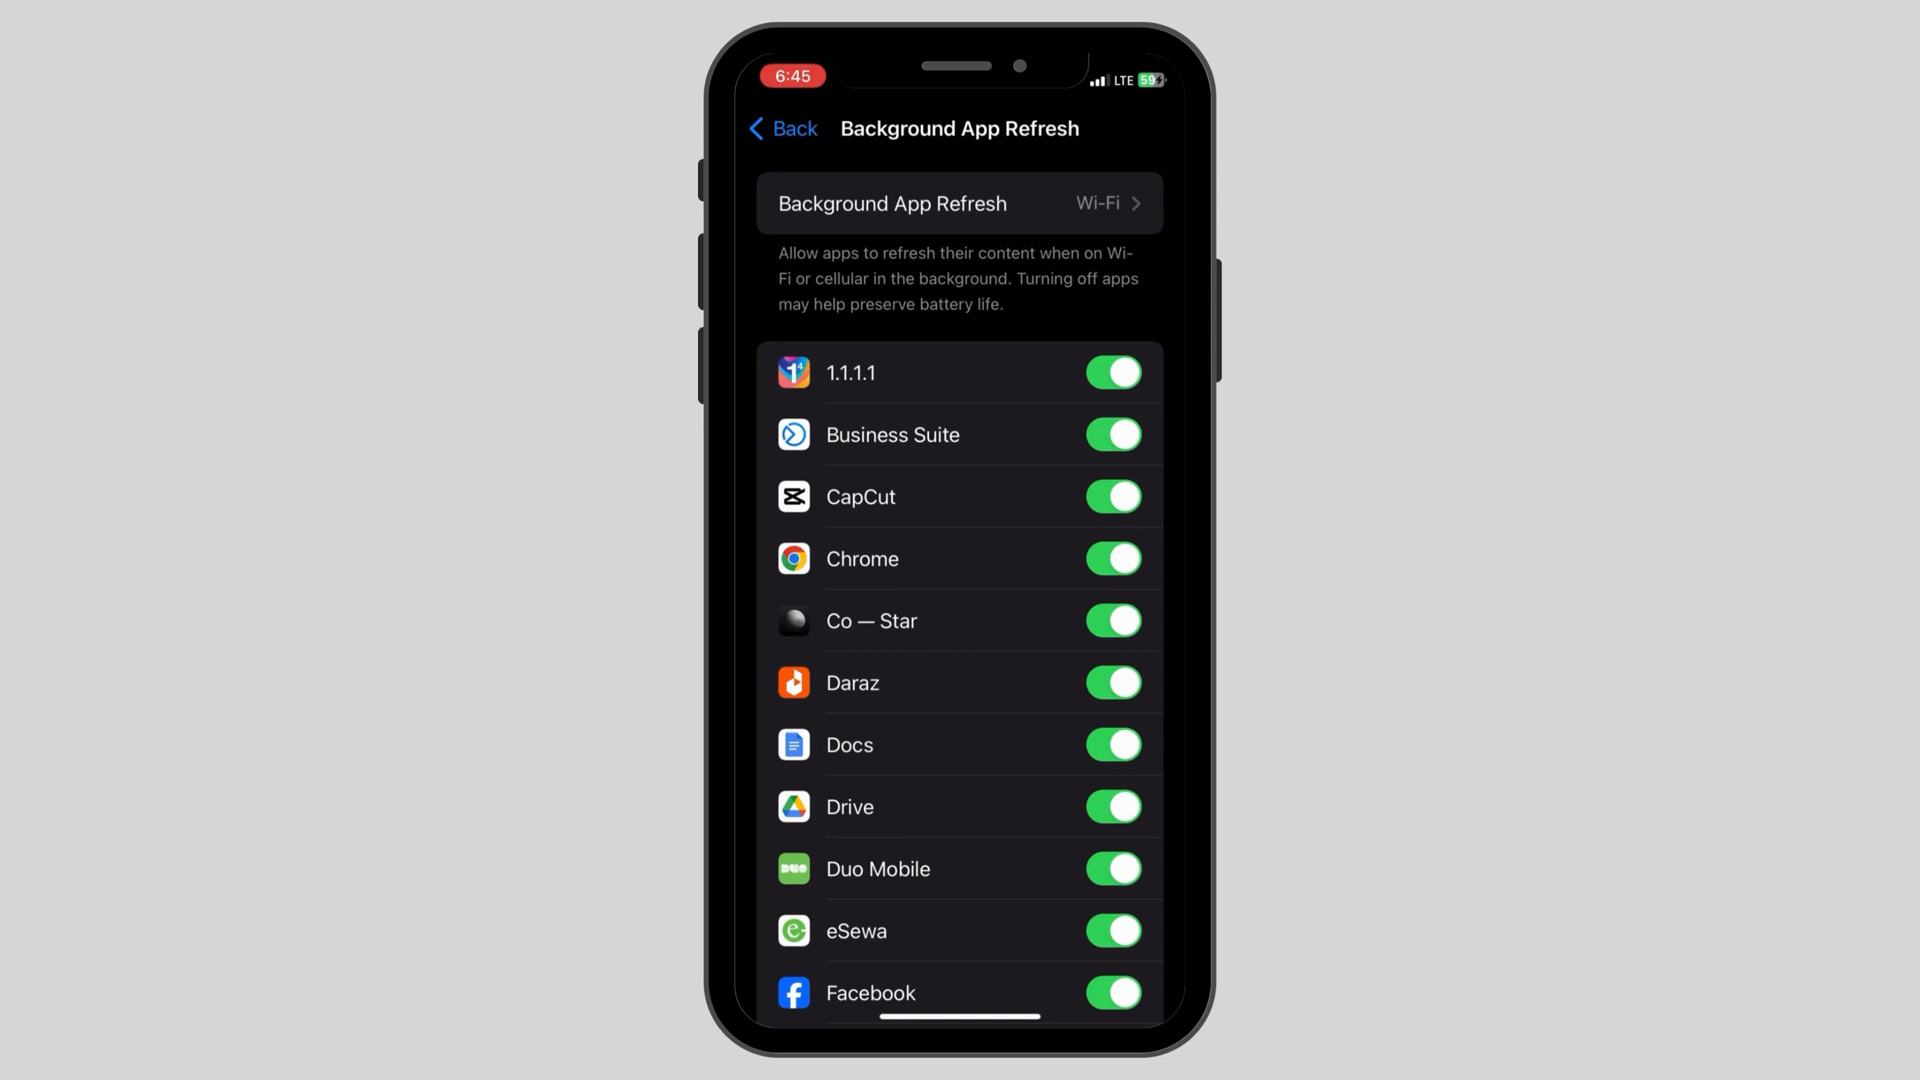 6:45
LTE 59
Back
Background App Refresh
Background App Refresh Wi-Fi
Allow apps to refresh their content when on Wi-
Fi or cellular in the background. Turning off apps
may help preserve battery life.
1.1.1.1
Business Suite
CapCut
Chrome
Co — Star
Daraz
Docs
Drive
DUO
Duo Mobile
eSewa
Facebook